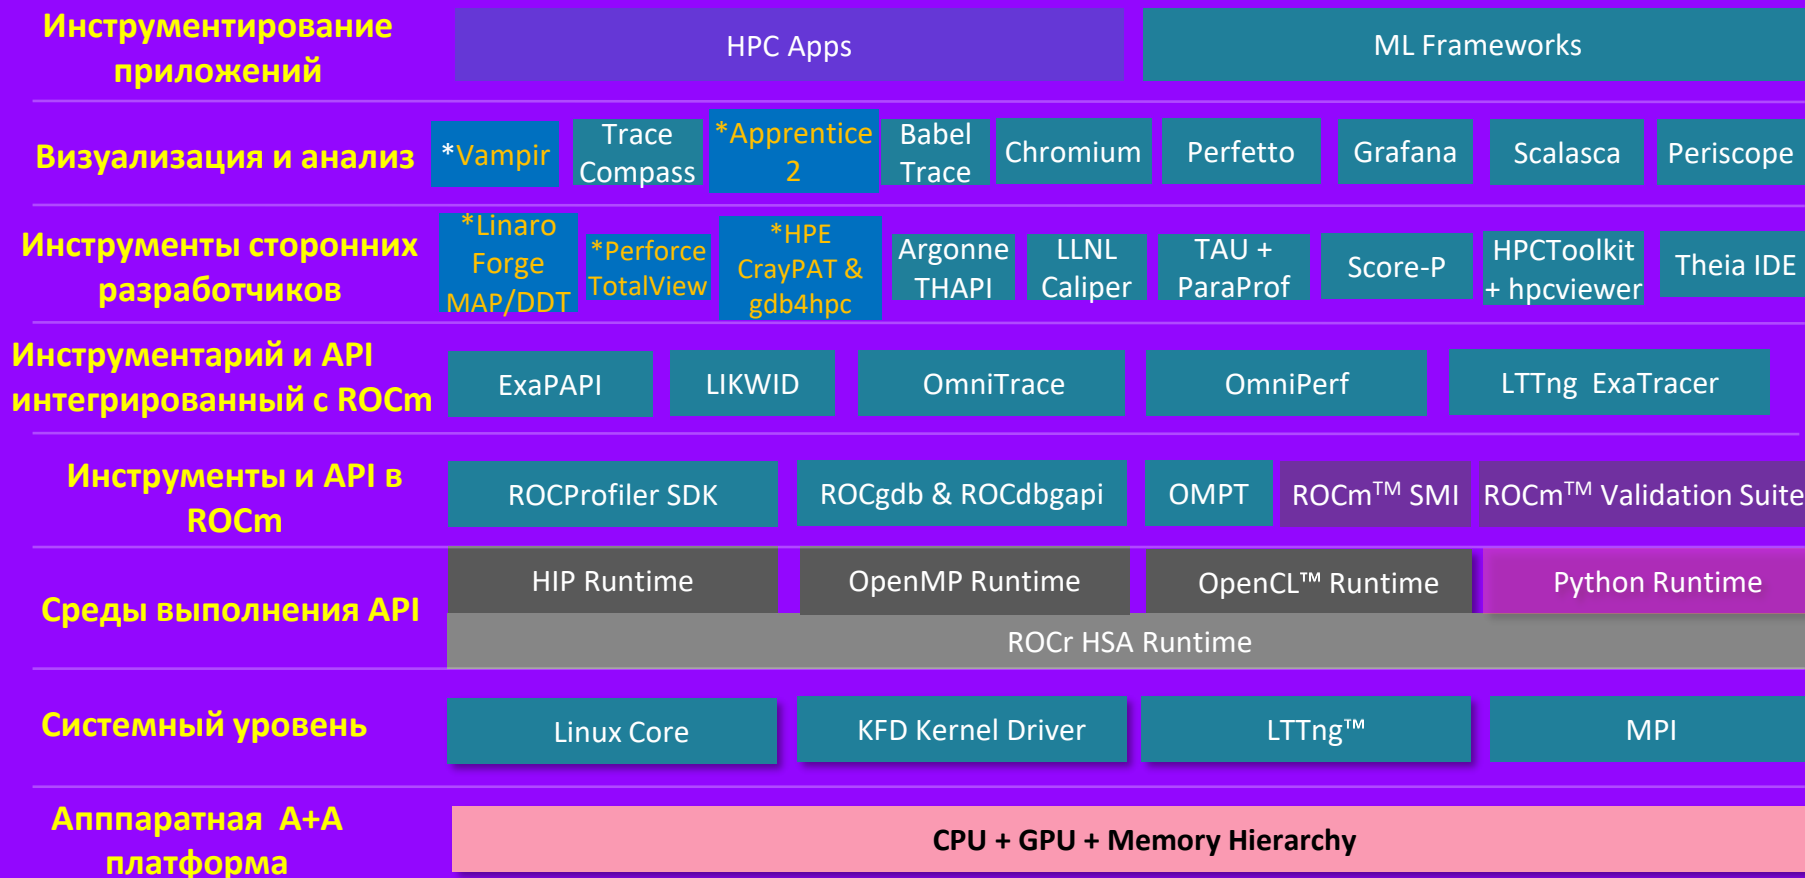 Инструментирование
приложений
HPC Apps
ML Frameworks
Визуализация и анализ
*Vampir
Trace
Compass
*Apprentice
2
Babel
Trace
Chromium
Perfetto
Grafana
Scalasca
Periscope
Инструменты сторонних
разработчиков
*Linaro
Forge
MAP/DDT
*Perforce
TotalView
*HPE
CrayPAT &
gdb4hpc
Argonne
THAPI
LLNL
Caliper
TAU +
ParaProf
Score-P
HPCToolkit
+ hpcviewer
Theia IDE
Инструментарий и API
интегрированный с ROCm
ExaPAPI
LIKWID
OmniTrace
OmniPerf
LTTng ExaTracer
Инструменты и API в
ROCm
ROCProfiler SDK
ROCgdb & ROCdbgapi
OMPT
ROCm™ SMI
ROCm™ Validation Suite
Среды выполнения API
HIP Runtime
OpenMP Runtime
OpenCL™ Runtime
Python Runtime
ROCr HSA Runtime
Системный уровень
Linux Core
KFD Kernel Driver
LTTng™
MPI
Апппаратная A+A
платформа
CPU + GPU + Memory Hierarchy